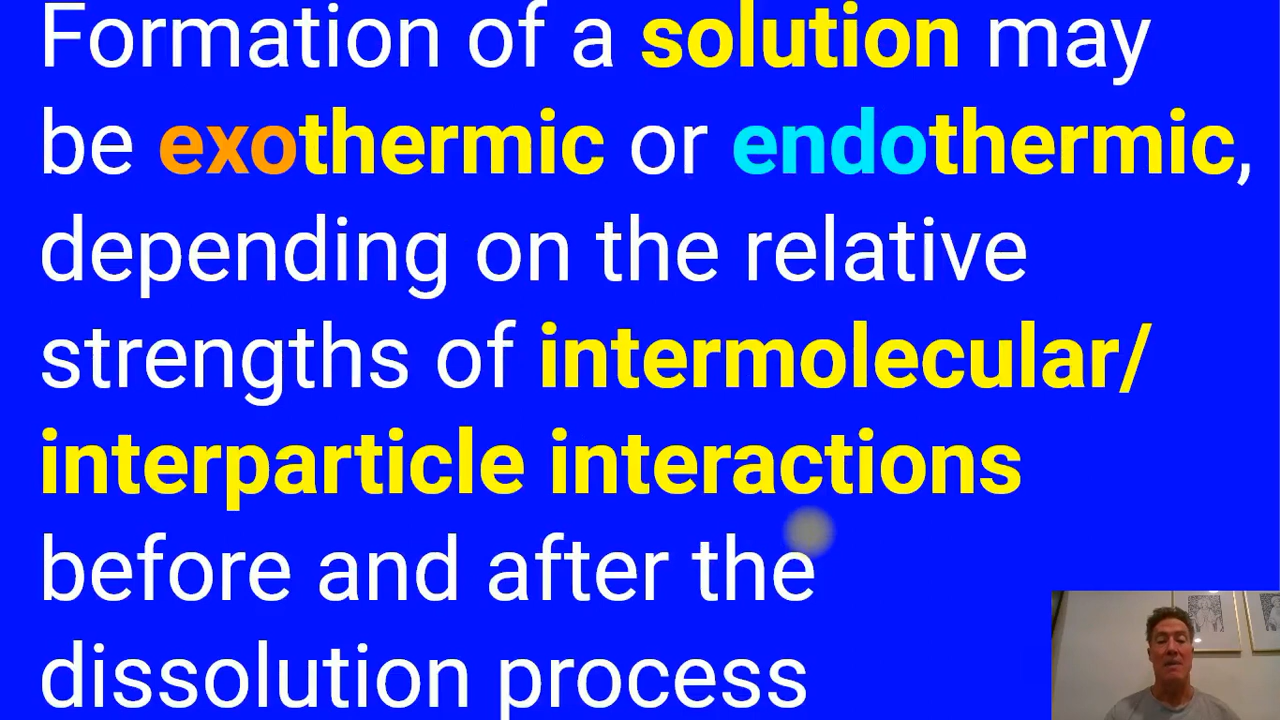 Formation of a solution may
be exothermic or endothermic,
depending on the relative
strengths of intermolecular/
interparticle interactions
before and after the
dissolution process